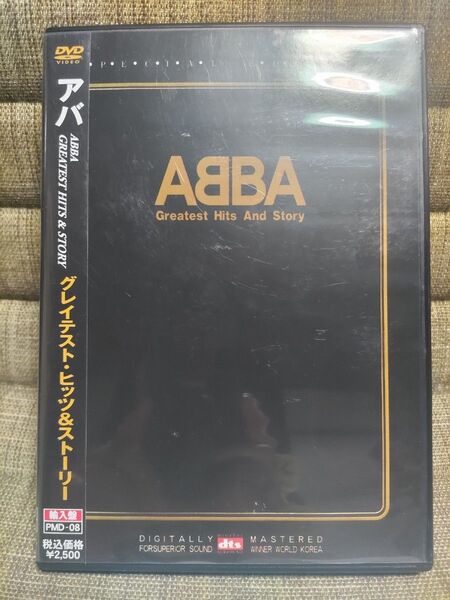 DVD
VIDEO
アバ
ABBA
GREATEST HITS & STORY
グレイテスト・ヒッツ&ストーリー
輸入盤
PMD-08
税込価格
¥2,500
ABBA
Greatest Hits And Story
DIGITALLY dts MASTERED
FORSUPEROR SOUND WINNER WORLD KOREA